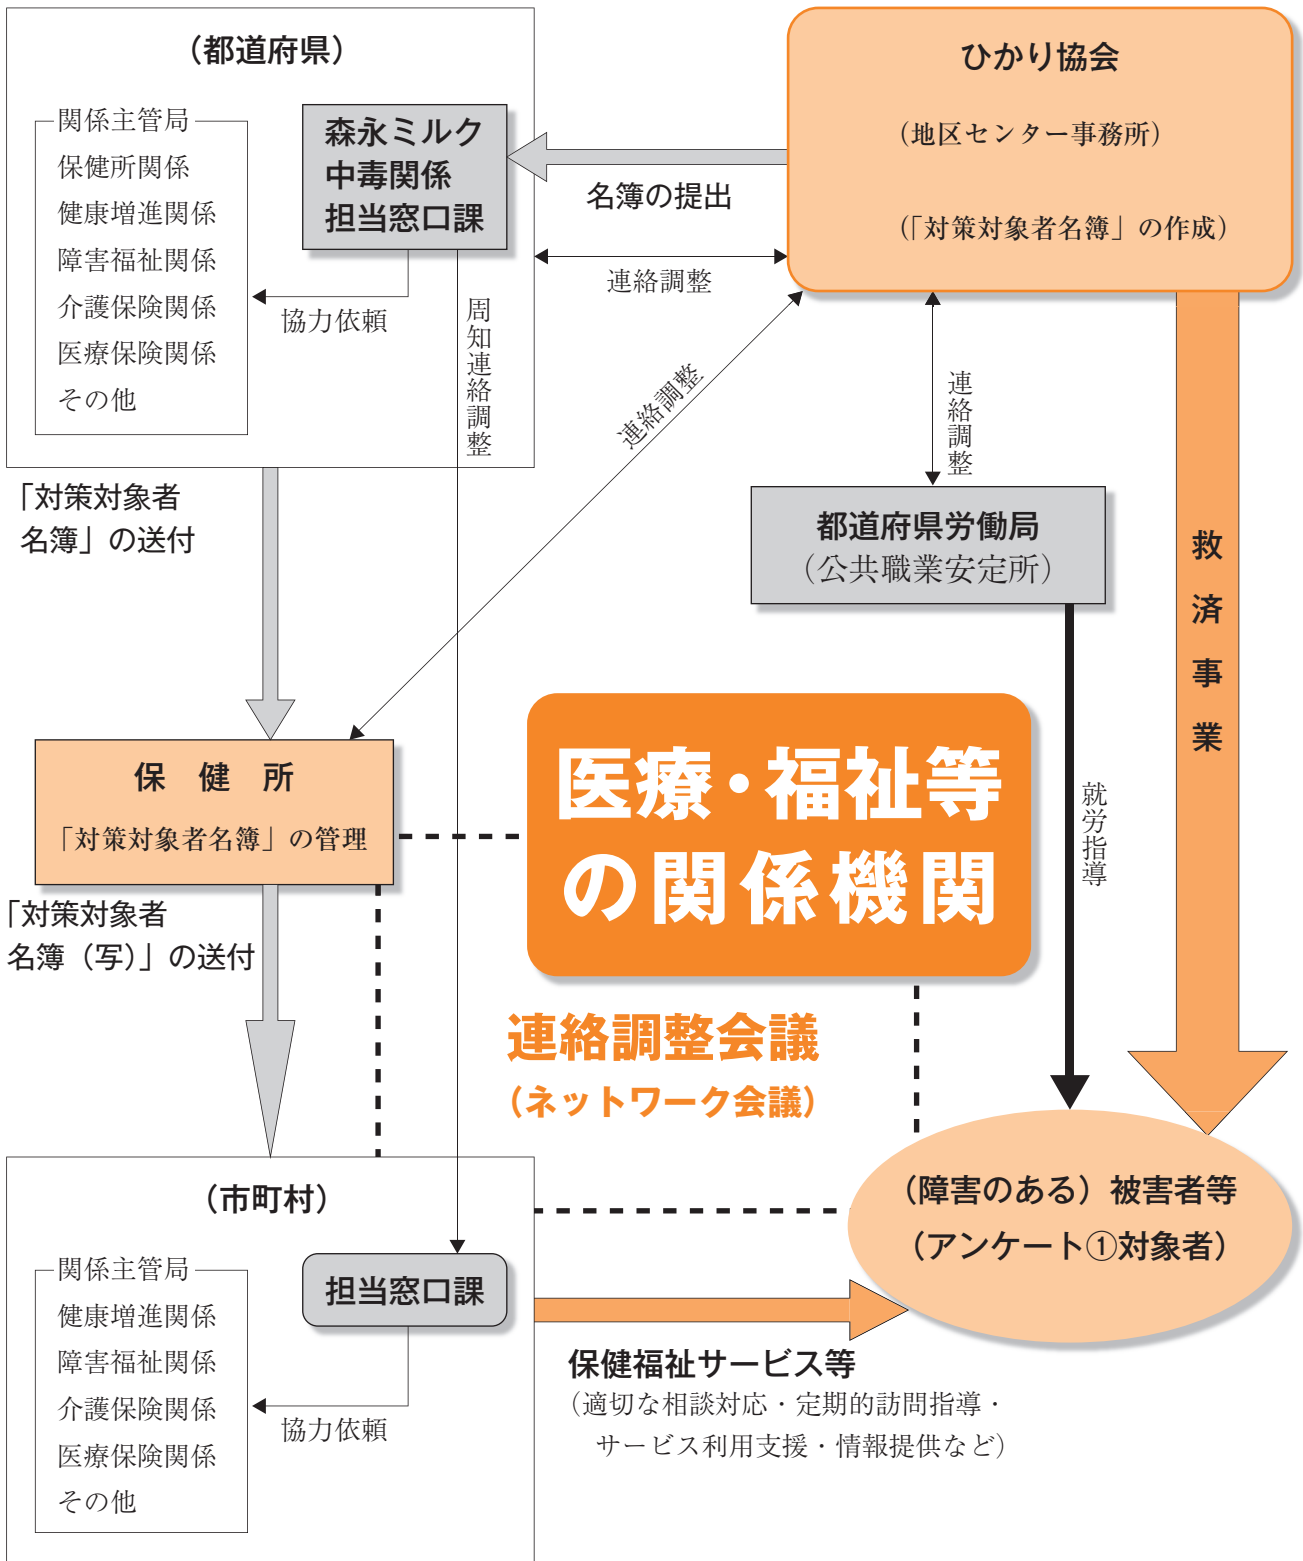 （都道府県）
関係主管局
保健所関係
健康増進関係
障害福祉関係
介護保険関係
医療保険関係
その他
森永ミルク
中毒関係
担当窓口課
協力依頼
周知連絡調整
名簿の提出
連絡調整
ひかり協会
（地区センター事務所）
（「対策対象者名簿」の作成）
連絡調整
連絡調整
「対策対象者
名簿」の送付
都道府県労働局
（公共職業安定所）
救済事業
就労指導
保健所
「対策対象者名簿」の管理
医療・福祉等
の関係機関
「対策対象者
名簿（写）」の送付
連絡調整会議
（ネットワーク会議）
（市町村）
関係主管局
健康増進関係
障害福祉関係
介護保険関係
医療保険関係
その他
担当窓口課
協力依頼
（障害のある）被害者等
（アンケート①対象者）
保健福祉サービス等
（適切な相談対応・定期的訪問指導・
サービス利用支援・情報提供など）